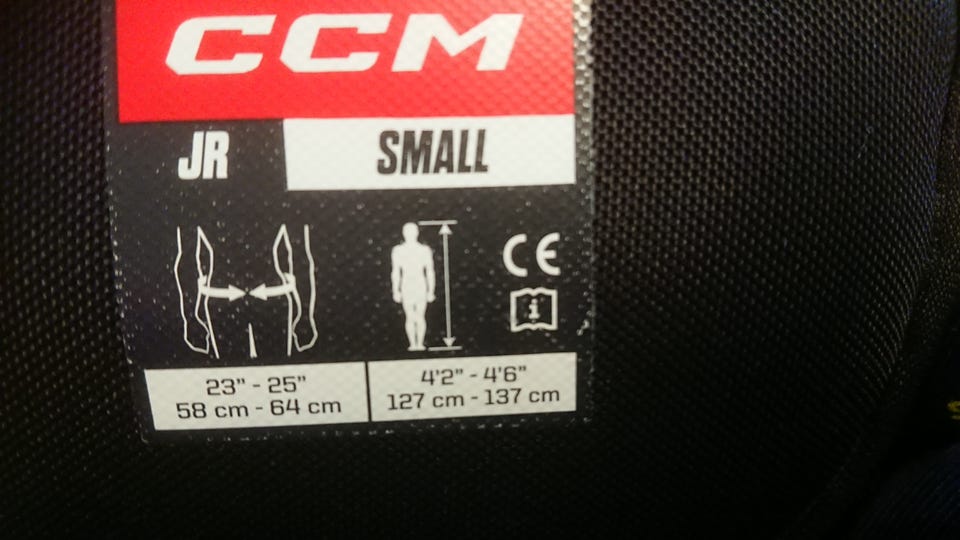 CCM
JR SMALL
CE
i
23" - 25"
58 cm - 64 cm
4'2" - 4'6"
127 cm - 137 cm